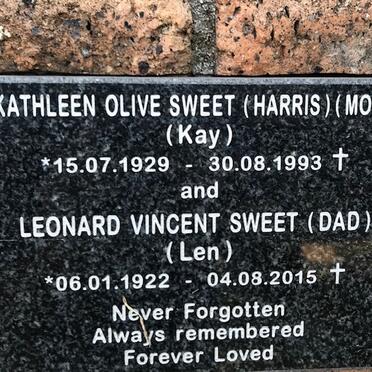 KATHLEEN OLIVE SWEET (HARRIS) (MO
(Kay)
*15.07.1929 - 30.08.1993 †
and
LEONARD VINCENT SWEET (DAD)
(Len)
*06.01.1922 - 04.08.2015 †
Never Forgotten
Always remembered
Forever Loved